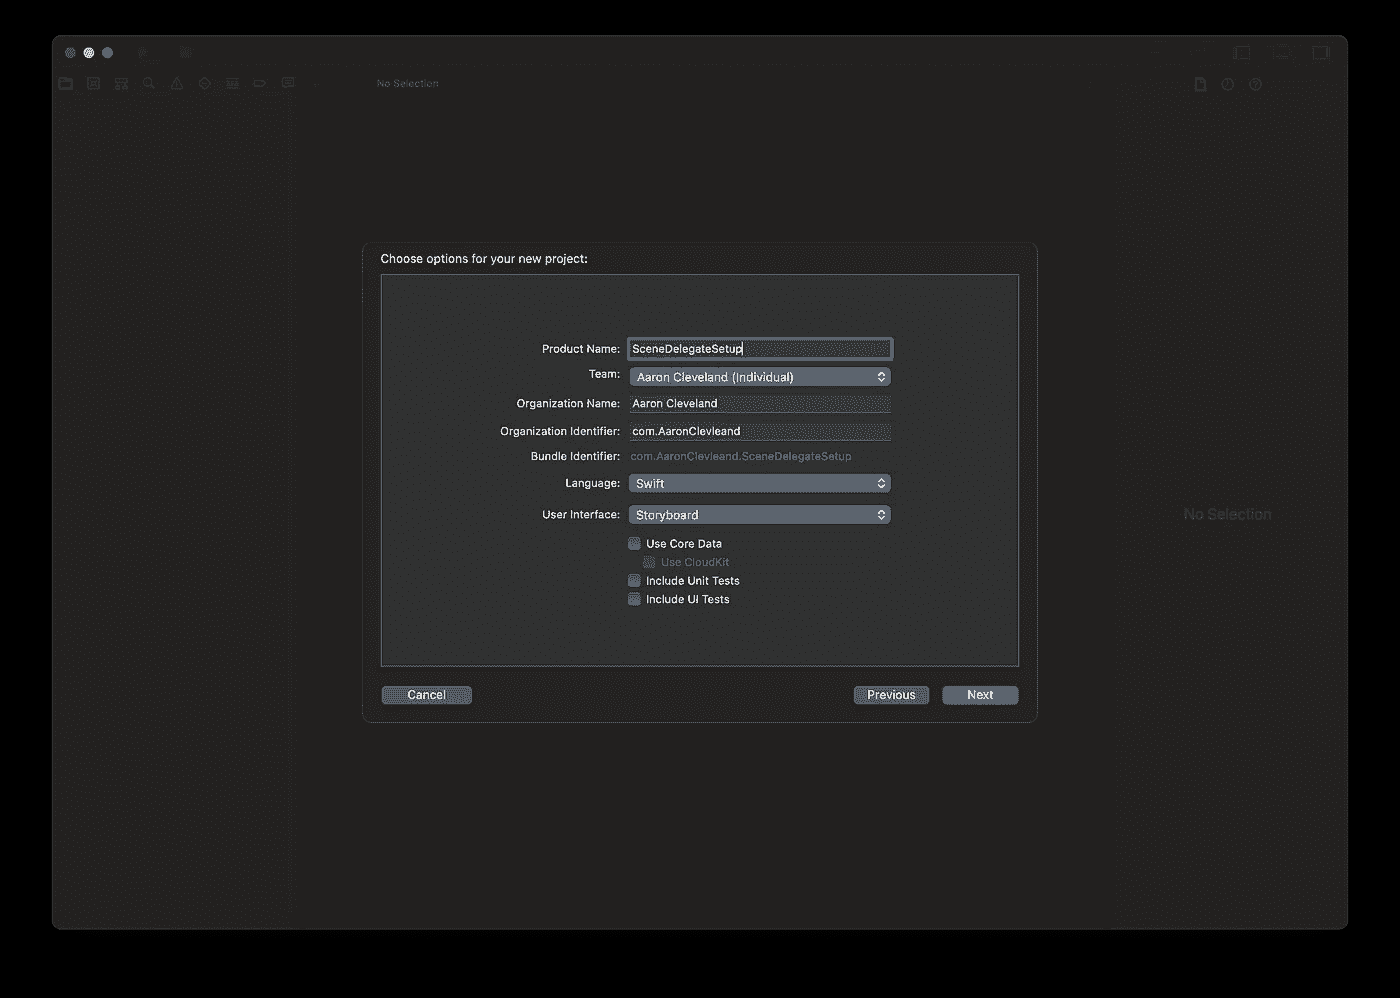 No Selection
Choose options for your new project:
Product Name: SceneDelegateSetup
Team: Aaron Cleveland (Individual)
Organization Name: Aaron Cleveland
Organization Identifier: com.AaronClevleand
Bundle Identifier: com.AaronClevleand.SceneDelegateSetup
Language: Swift
User Interface: Storyboard
Use Core Data
Use CloudKit
Include Unit Tests
Include UI Tests
Cancel Previous Next
No Selection